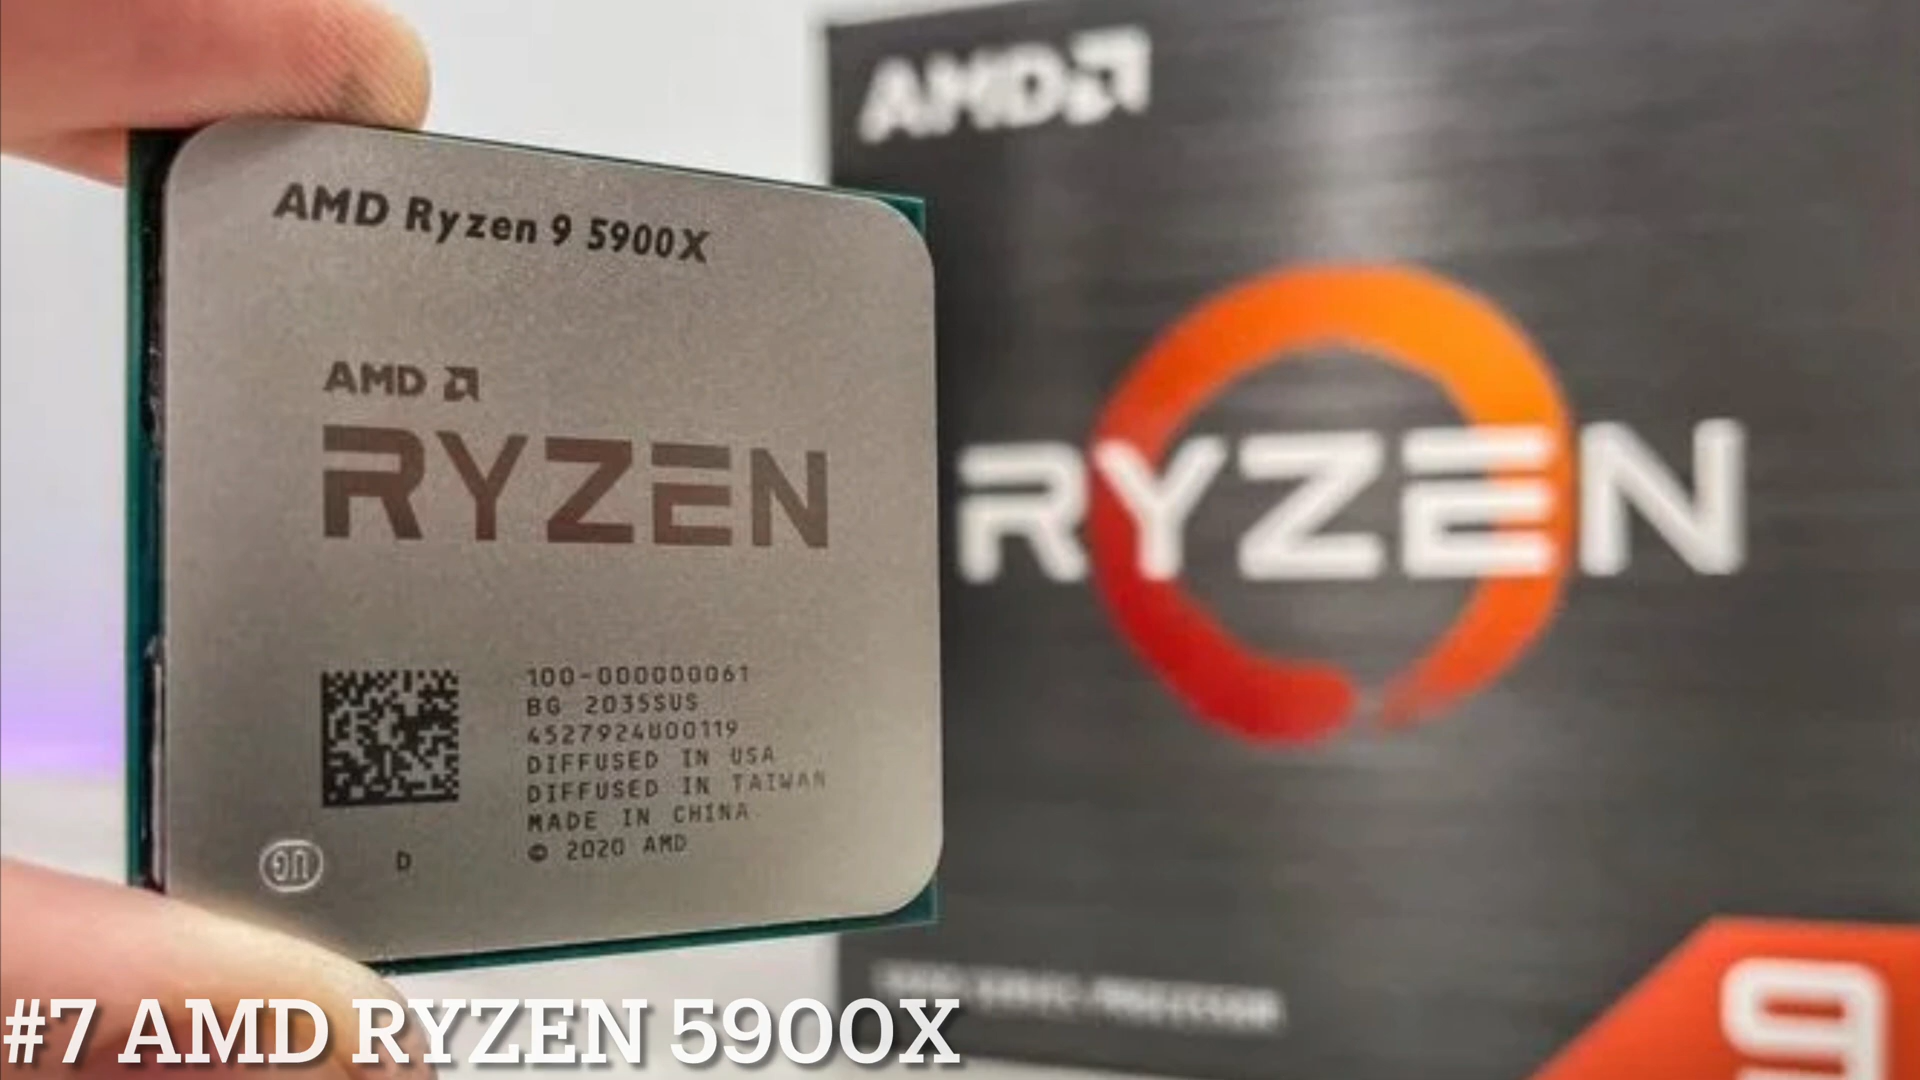 AMD Ryzen 9 5900X
AMD
RYZEN
100-000000061
BG 2035SUS
4527924U00119
DIFFUSED IN USA
DIFFUSED IN TAIWAN
MADE IN CHINA
© 2020 AMD
D
AMD
RYZEN
9
#7 AMD RYZEN 5900X